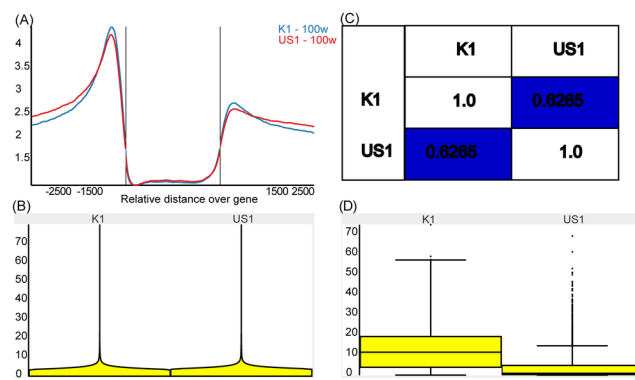 (A)
K1 - 100w
US1 - 100w
4
3.5
3
2.5
2
1.5
-2500 -1500 1500 2500
Relative distance over gene
(C)
K1 US1
K1 1.0 0.6265
US1 0.6265 1.0
(B)
K1 US1
70
60
50
40
30
20
10
0
(D)
K1 US1
70
60
50
40
30
20
10
0